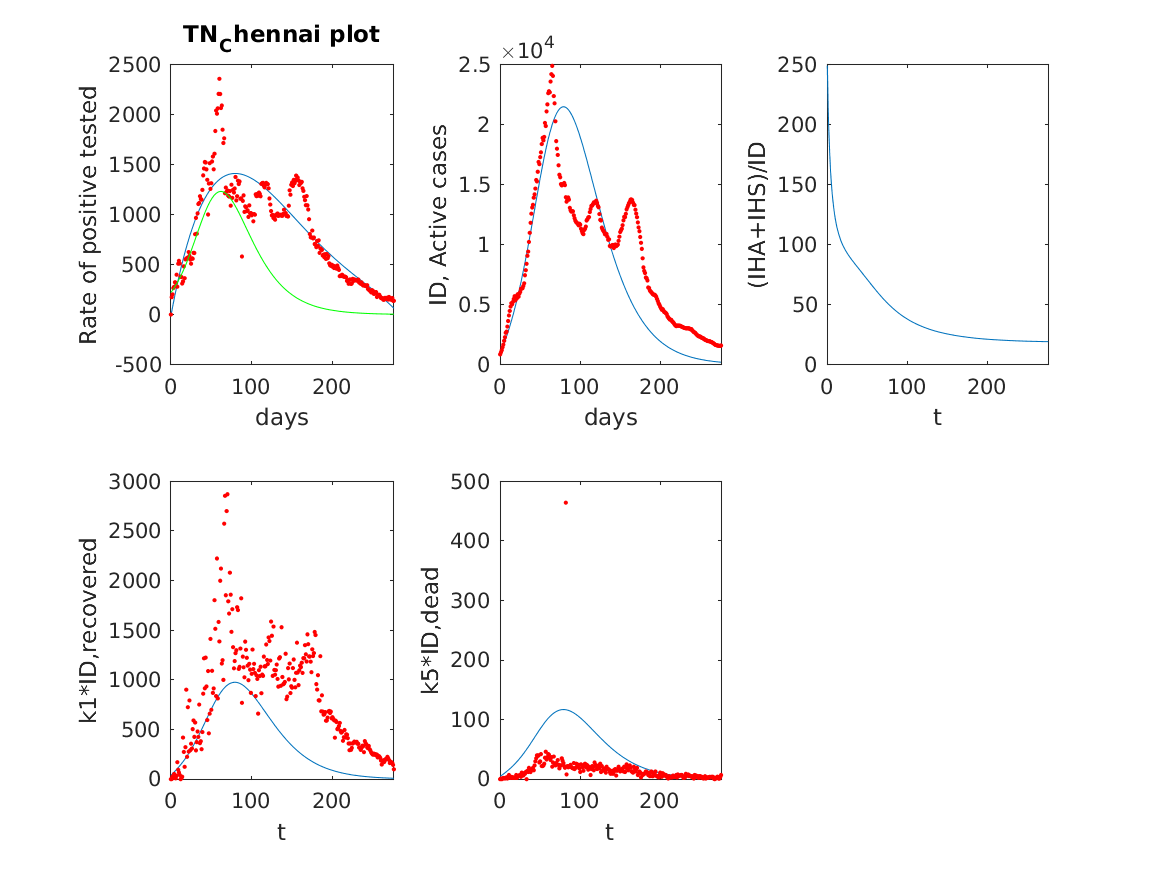 TN_Chennai plot
Rate of positive tested
2500
2000
1500
1000
500
0
-500
0 100 200
days
×10^4
ID, Active cases
2.5
2
1.5
1
0.5
0
0 100 200
days
(IHA+IHS)/ID
250
200
150
100
50
0
0 100 200
t
k1*ID,recovered
3000
2500
2000
1500
1000
500
0
0 100 200
t
k5*ID,dead
500
400
300
200
100
0
0 100 200
t